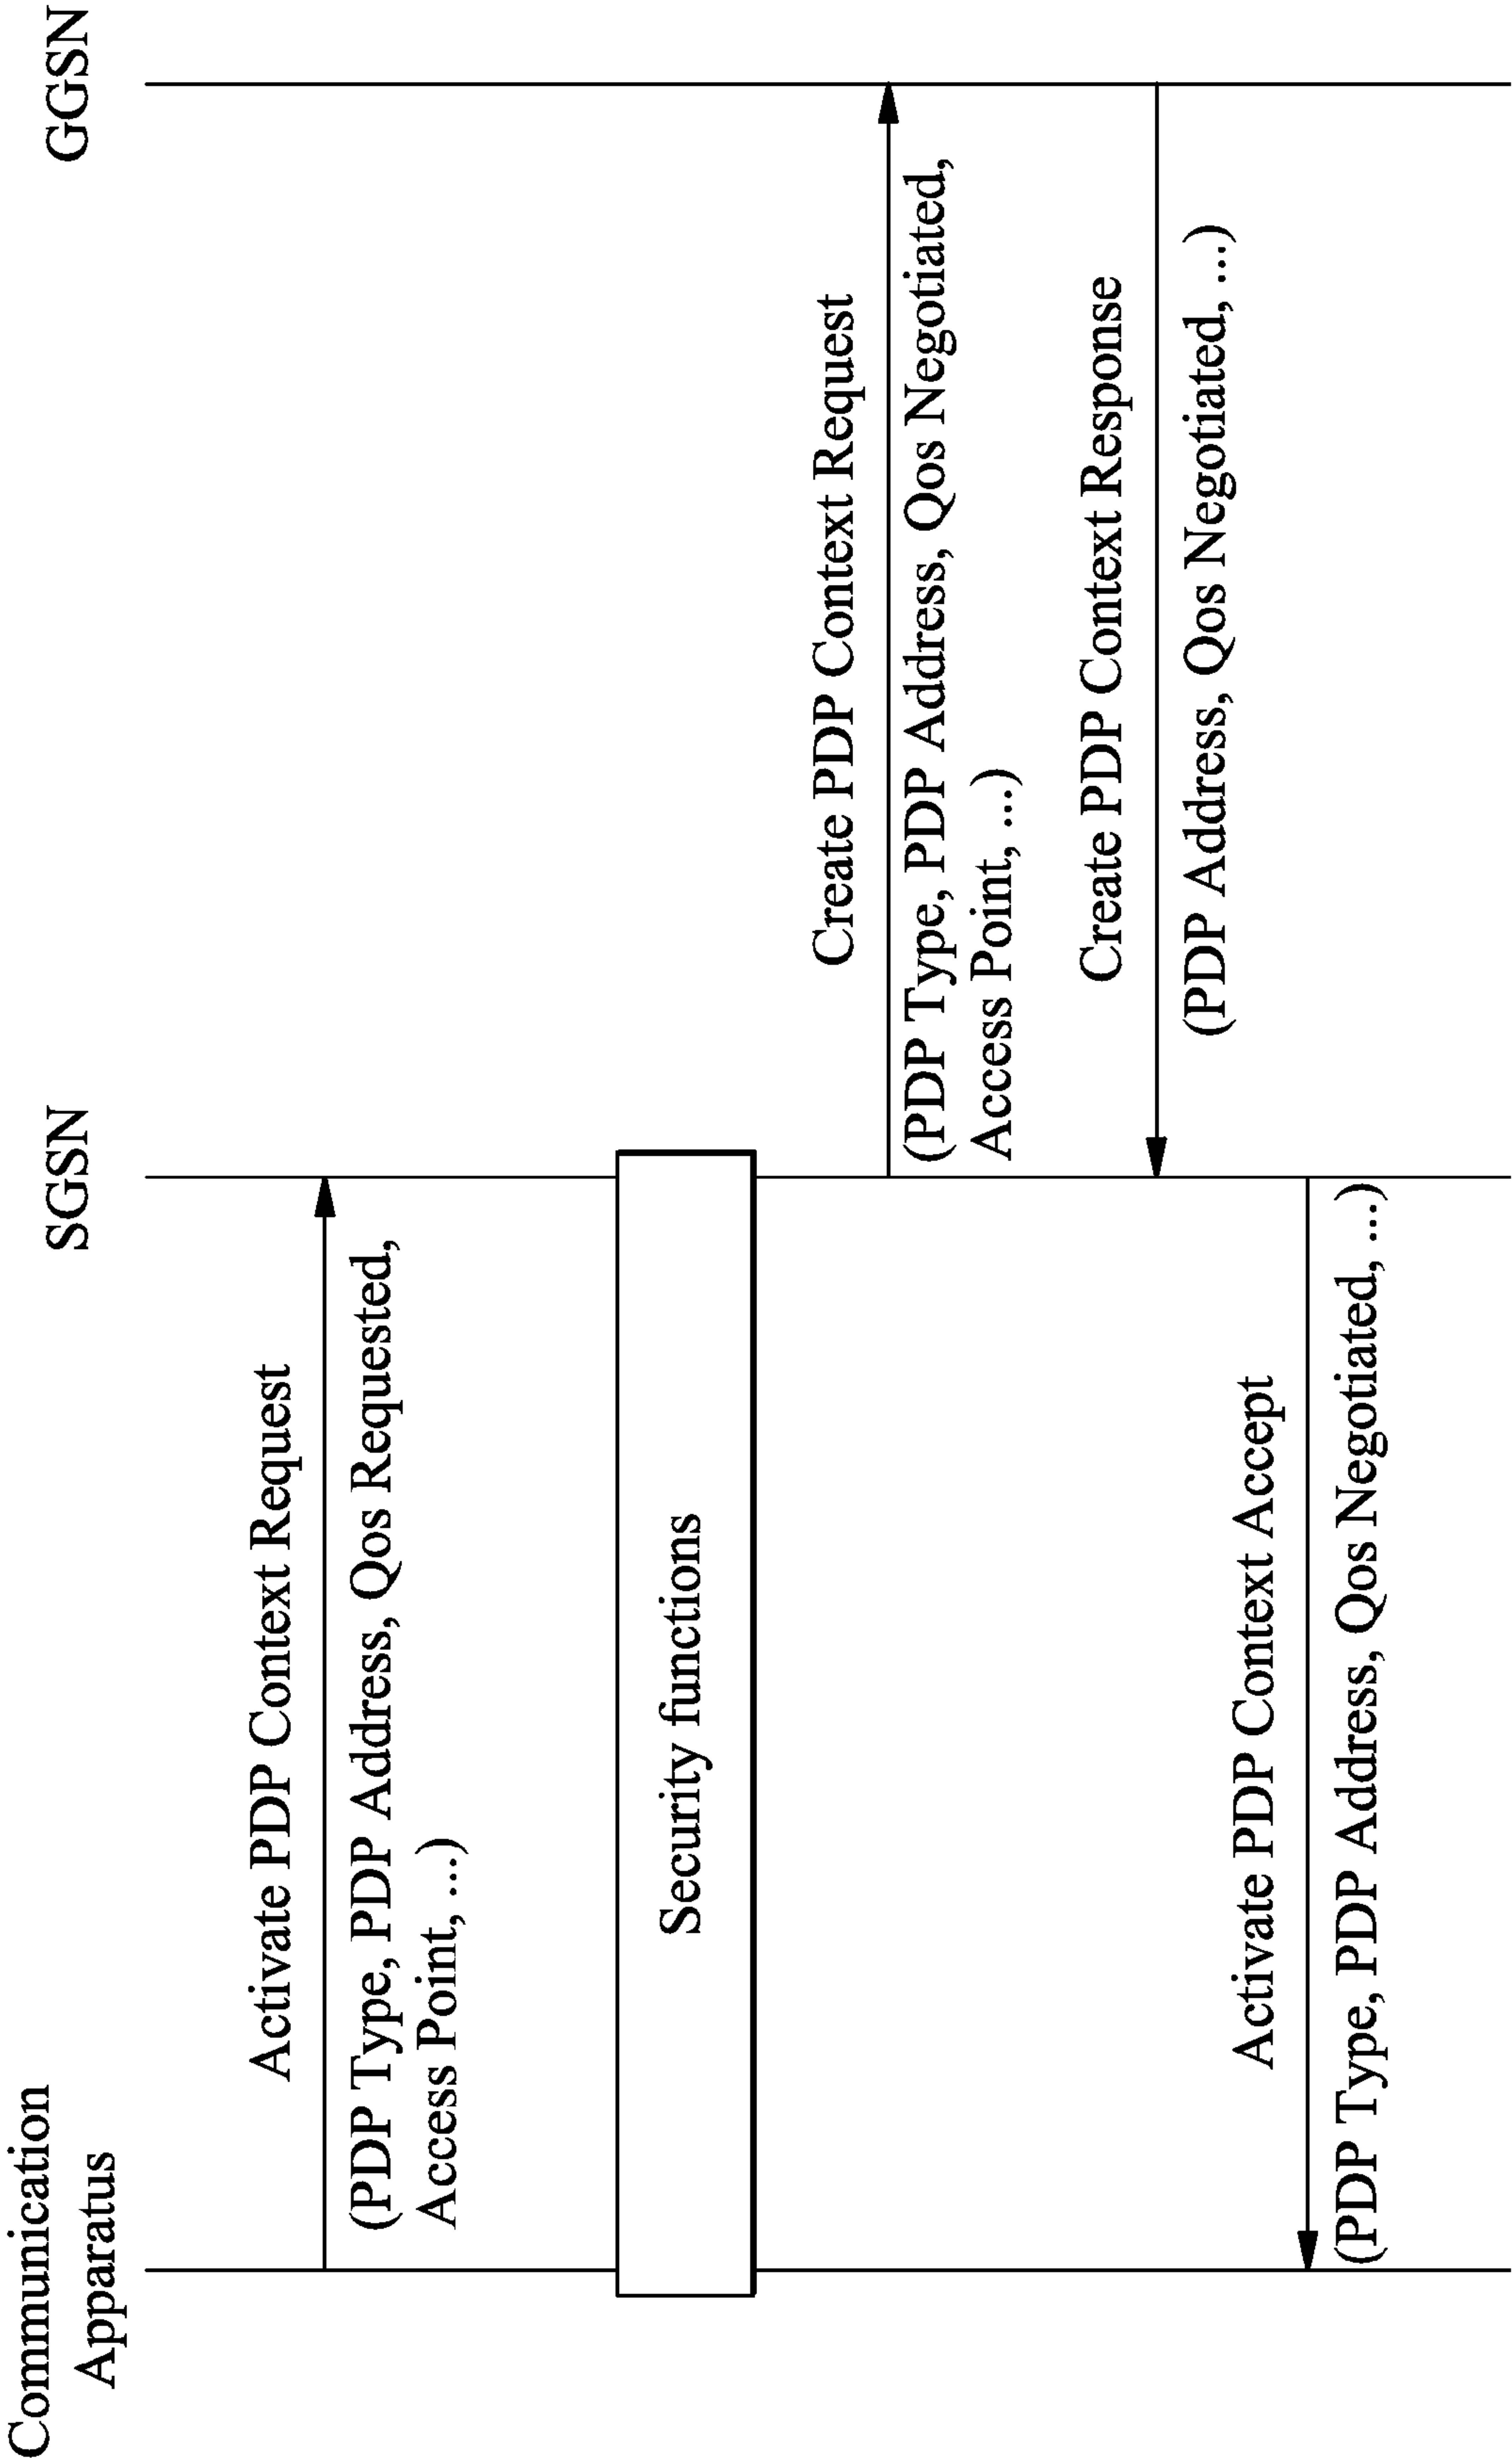 Communication
Apparatus
SGSN
GGSN
Activate PDP Context Request
(PDP Type, PDP Address, Qos Requested,
Access Point, ...)
Security functions
Create PDP Context Request
(PDP Type, PDP Address, Qos Negotiated,
Access Point, ...)
Create PDP Context Response
(PDP Address, Qos Negotiated, ...)
Activate PDP Context Accept
(PDP Type, PDP Address, Qos Negotiated, ...)